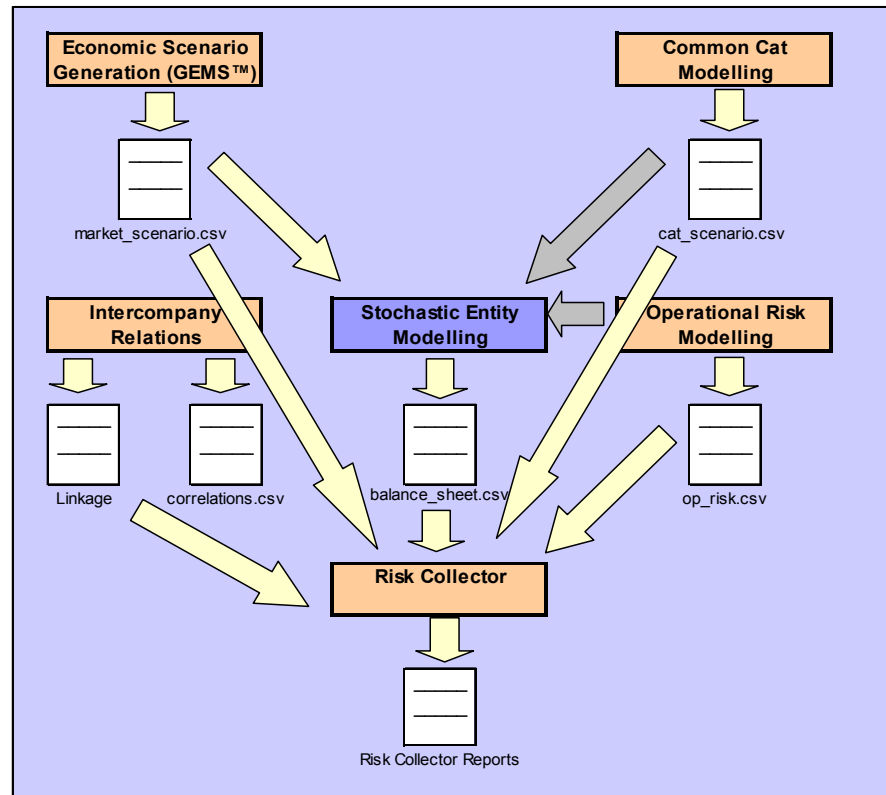 Economic Scenario
Generation (GEMS™)
Common Cat
Modelling
market_scenario.csv
cat_scenario.csv
Intercompany
Relations
Stochastic Entity
Modelling
Operational Risk
Modelling
Linkage
correlations.csv
balance_sheet.csv
op_risk.csv
Risk Collector
Risk Collector Reports